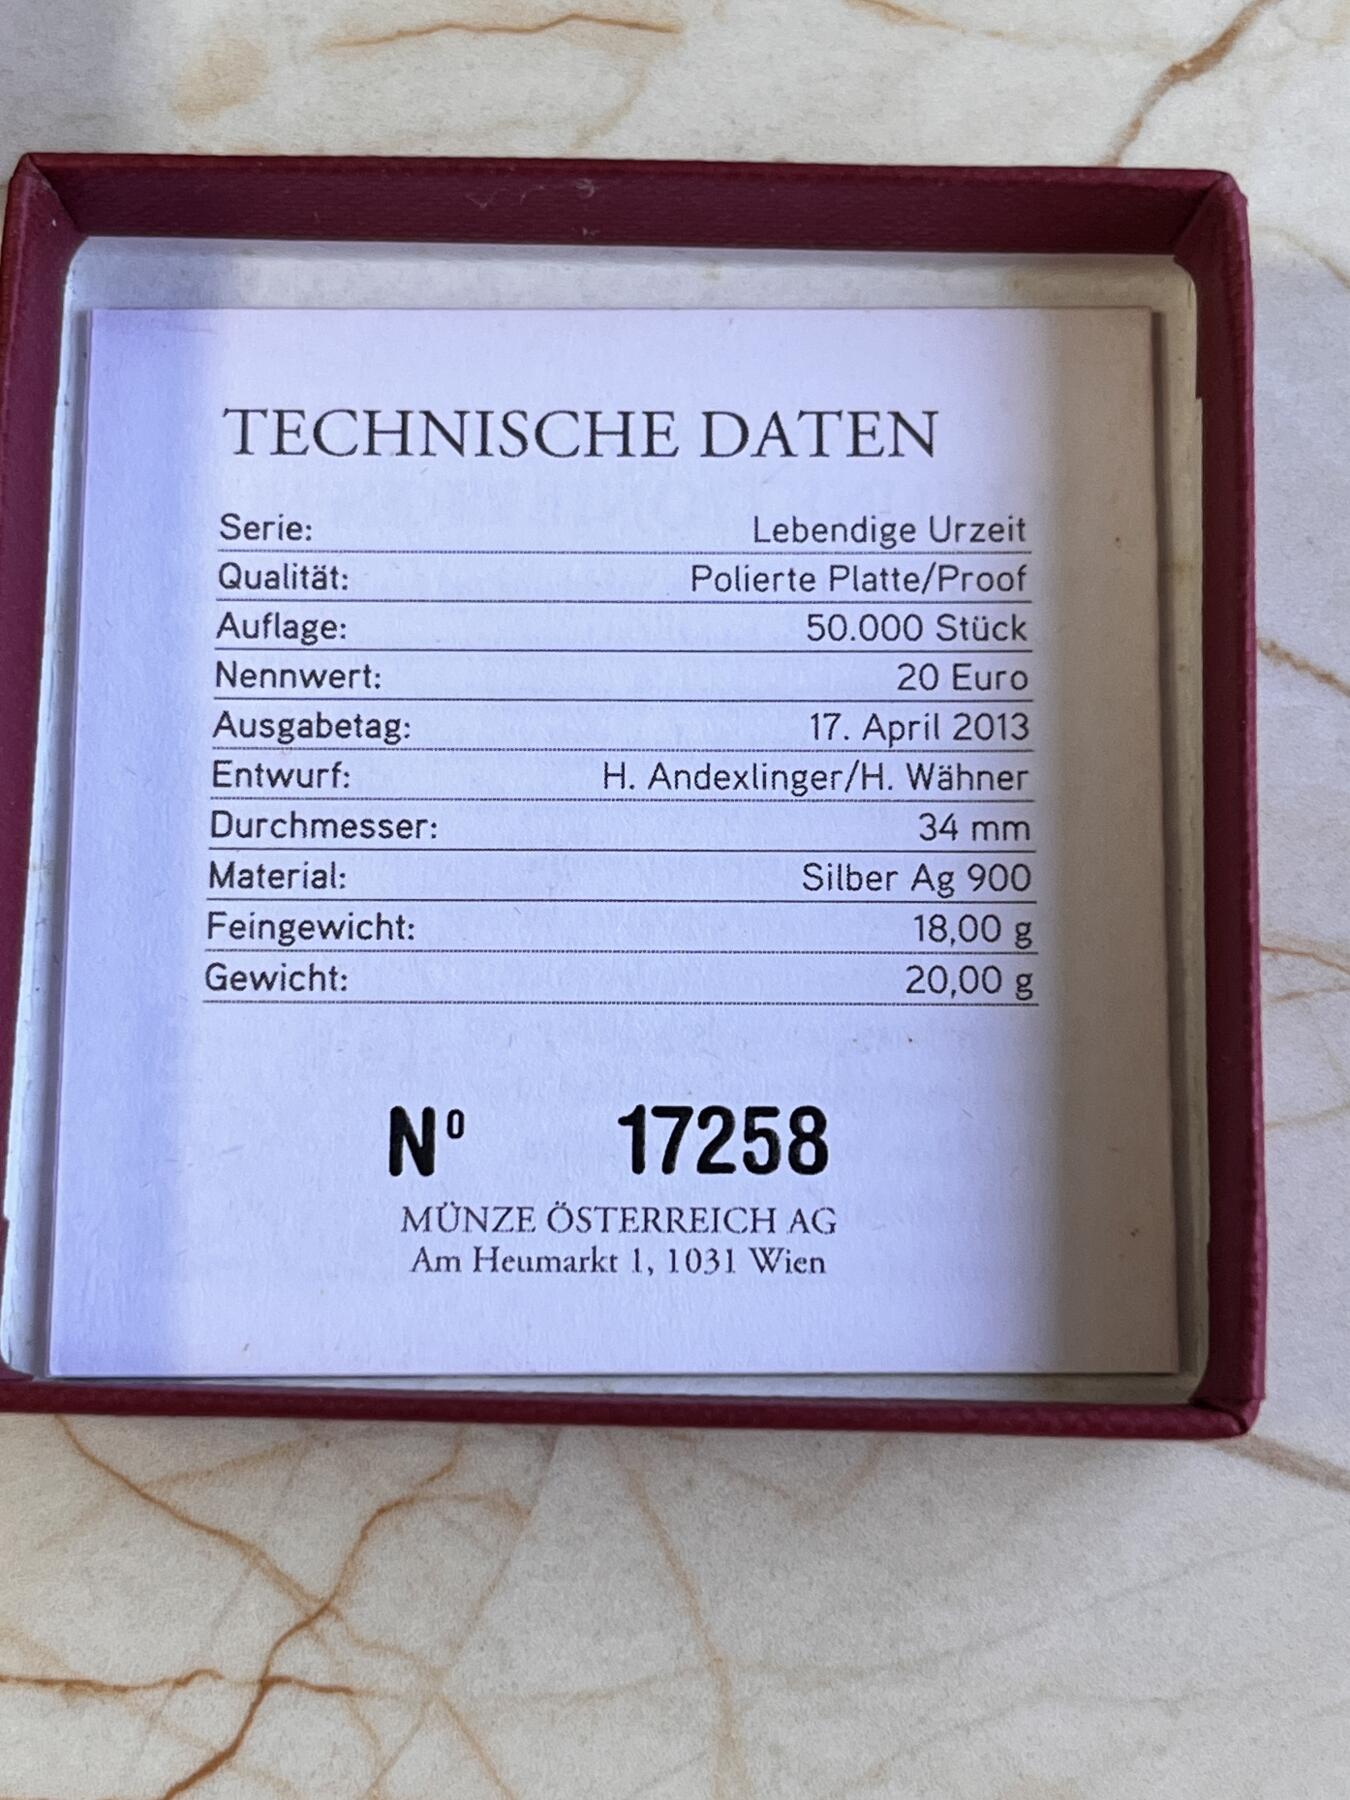 TECHNISCHE DATEN
Serie: Lebendige Urzeit
Qualität: Polierte Platte/Proof
Auflage: 50.000 Stück
Nennwert: 20 Euro
Ausgabetag: 17. April 2013
Entwurf: H. Andexlinger/H. Wähner
Durchmesser: 34 mm
Material: Silber Ag 900
Feingewicht: 18,00 g
Gewicht: 20,00 g
Nº 17258
MÜNZE ÖSTERREICH AG
Am Heumarkt 1, 1031 Wien